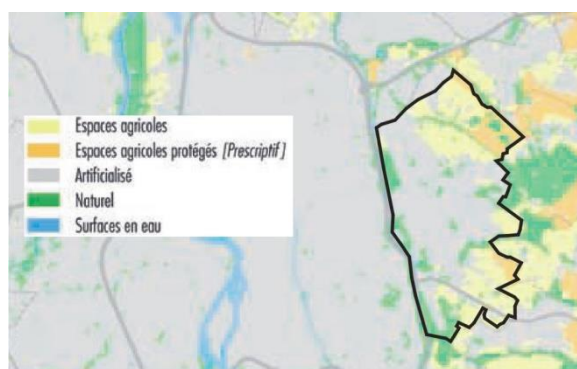 Espaces agricoles
Espaces agricoles protégés [Prescriptif]
Artificialisé
Naturel
Surfaces en eau